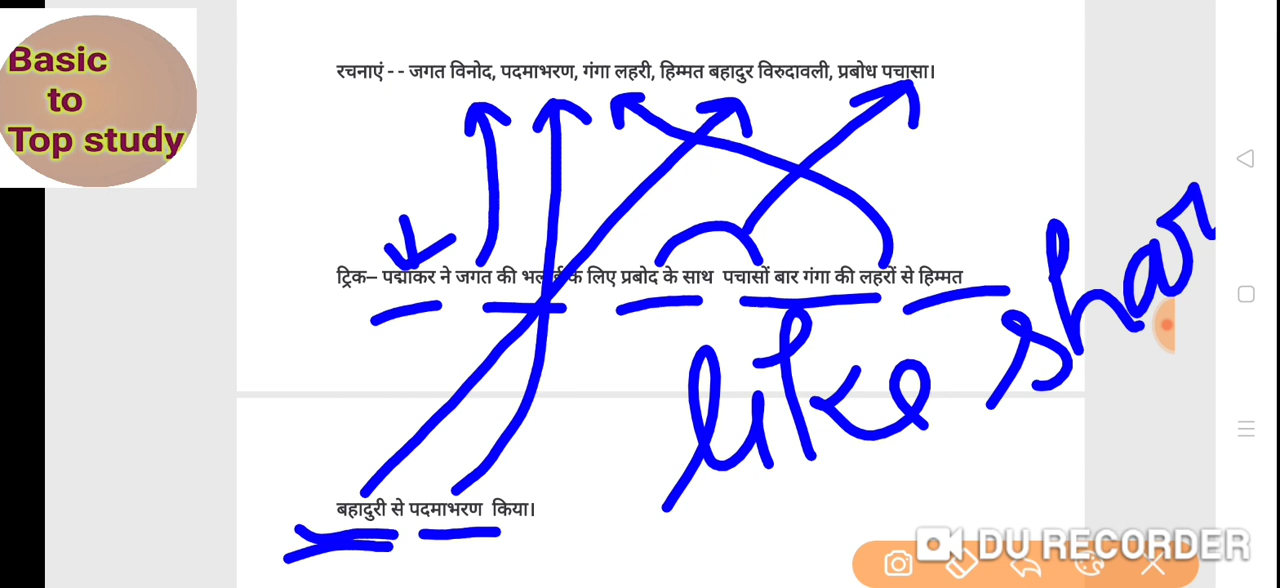 Basic
to
Top study
रचनाएं - - जगत विनोद, पदमाभरण, गंगा लहरी, हिम्मत बहादुर विरुदावली, प्रबोध पचासा।
ट्रिक– पद्माकर ने जगत की भलाई के लिए प्रबोद के साथ पचासों बार गंगा की लहरों से हिम्मत
like shar
बहादुरी से पदमाभरण किया।
DU RECORDER